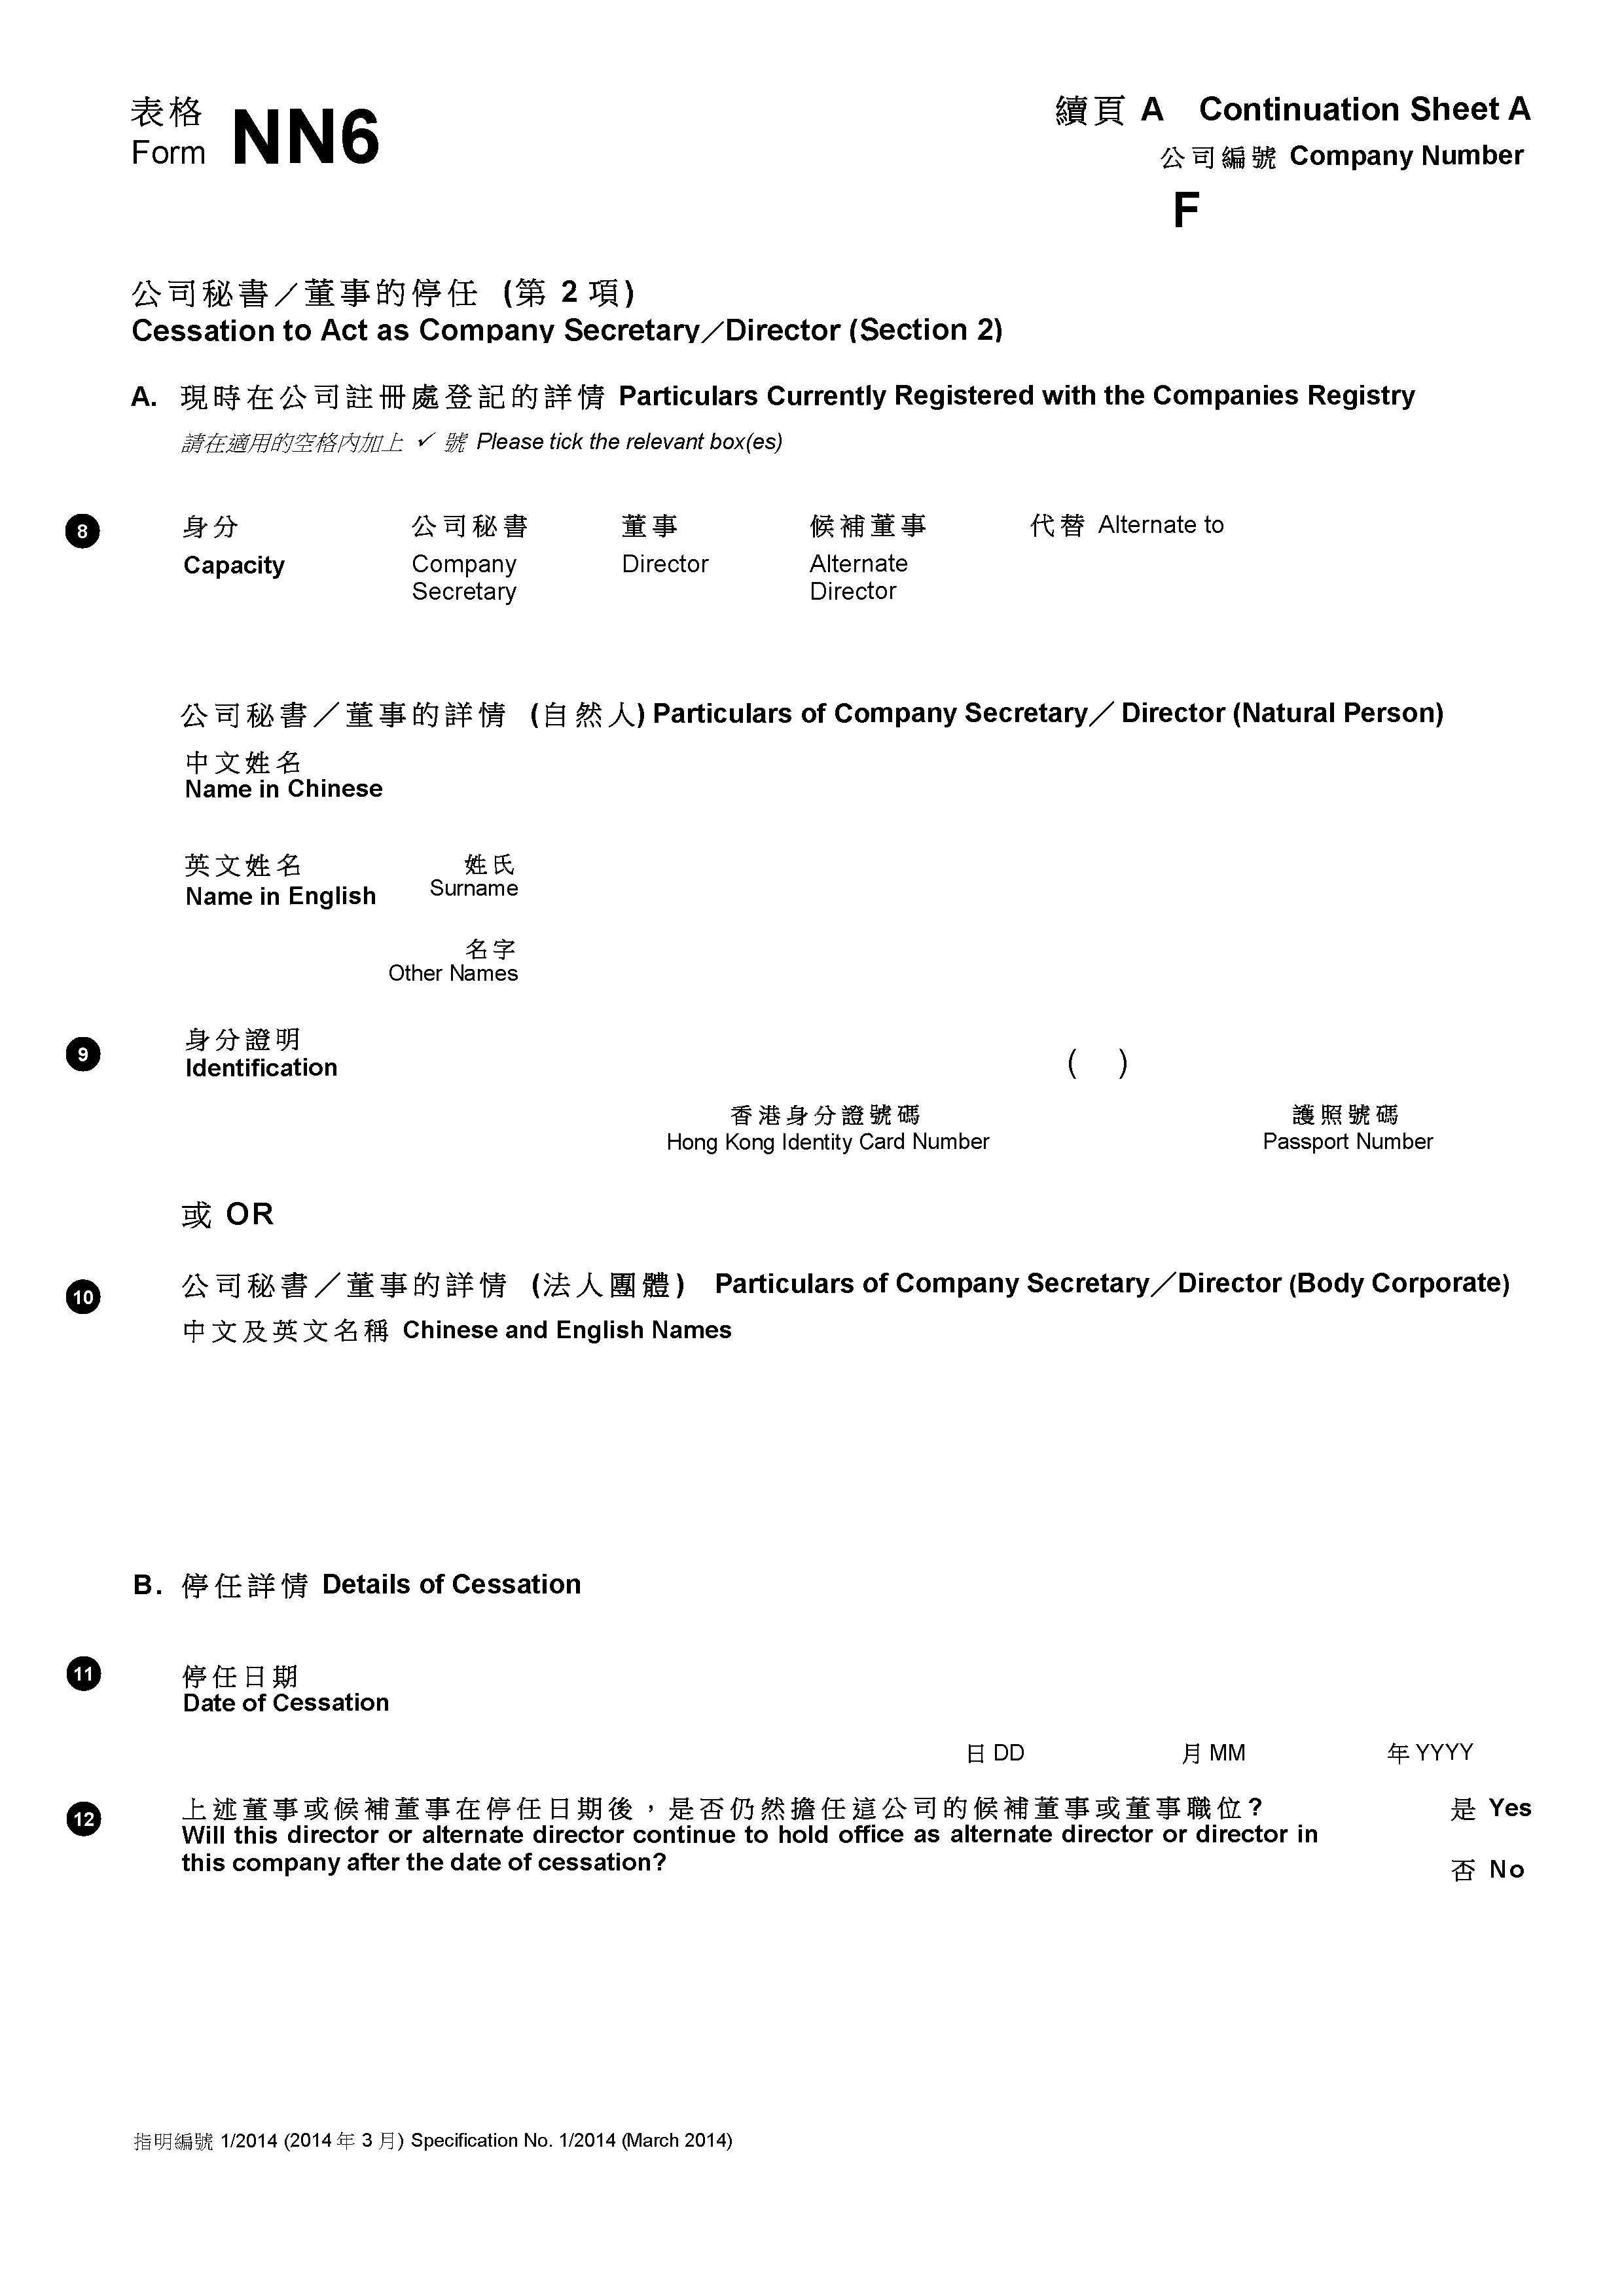 表格 Form NN6
續頁 A Continuation Sheet A
公司編號 Company Number
F
公司秘書／董事的停任 (第 2 項)
Cessation to Act as Company Secretary／Director (Section 2)
A. 現時在公司註冊處登記的詳情 Particulars Currently Registered with the Companies Registry
請在適用的空格內加上 ✓ 號 Please tick the relevant box(es)
8 身分 公司秘書 董事 候補董事 代替 Alternate to
Capacity Company Director Alternate
Secretary Director
公司秘書／董事的詳情 (自然人) Particulars of Company Secretary／Director (Natural Person)
中文姓名
Name in Chinese
英文姓名 姓氏
Name in English Surname
名字
Other Names
9 身分證明
Identification ( )
香港身分證號碼 護照號碼
Hong Kong Identity Card Number Passport Number
或 OR
10 公司秘書／董事的詳情 (法人團體) Particulars of Company Secretary／Director (Body Corporate)
中文及英文名稱 Chinese and English Names
B. 停任詳情 Details of Cessation
11 停任日期
Date of Cessation
日 DD 月 MM 年 YYYY
12 上述董事或候補董事在停任日期後，是否仍然擔任這公司的候補董事或董事職位? 是 Yes
Will this director or alternate director continue to hold office as alternate director or director in
this company after the date of cessation?
否 No
指明編號 1/2014 (2014 年 3 月) Specification No. 1/2014 (March 2014)